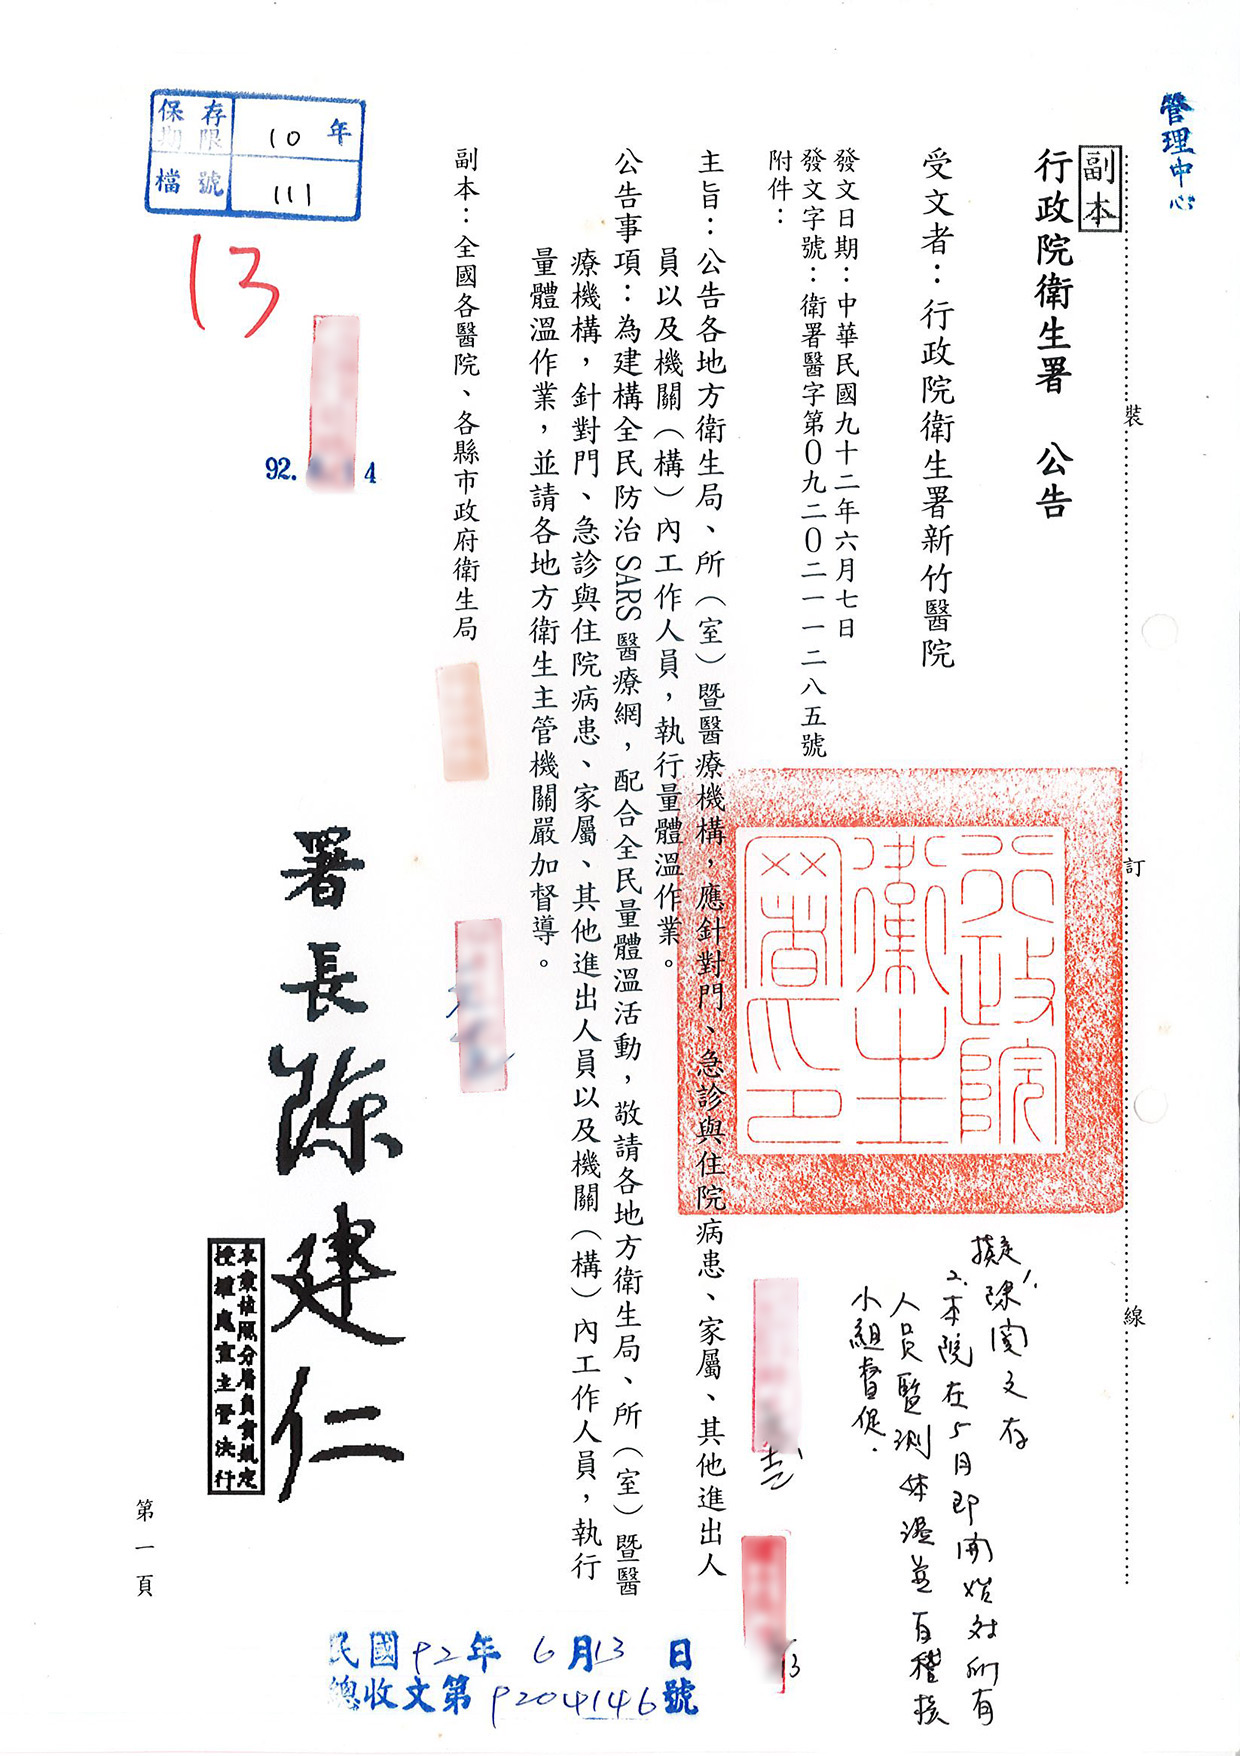 管理中心
副本
行政院衛生署 公告
受文者：行政院衛生署新竹醫院
發文日期：中華民國九十二年六月七日
發文字號：衛署醫字第０九二０二一一二八五號
附件：
主旨：公告各地方衛生局、所（室）暨醫療機構，應針對門、急診與住院病患、家屬、其他進出人
員以及機關（構）內工作人員，執行量體溫作業。
公告事項：為建構全民防治SARS醫療網，配合全民量體溫活動，敬請各地方衛生局、所（室）暨醫
療機構，針對門、急診與住院病患、家屬、其他進出人員以及機關（構）內工作人員，執行
量體溫作業，並請各地方衛生主管機關嚴加督導。
副本：全國各醫院、各縣市政府衛生局
裝
訂
線
行政院
衛生
署印
擬
1.陳閱文存
2.本院在5月即開始對所有
人員監測体溫並有稽核
小組督促.
署長陳建仁
本案依照分層負責規定
授權處室主管決行
保存期限 10年
檔號 111
13
92. 4
13
民國92年6月13日
總收文第9204146號
第一頁